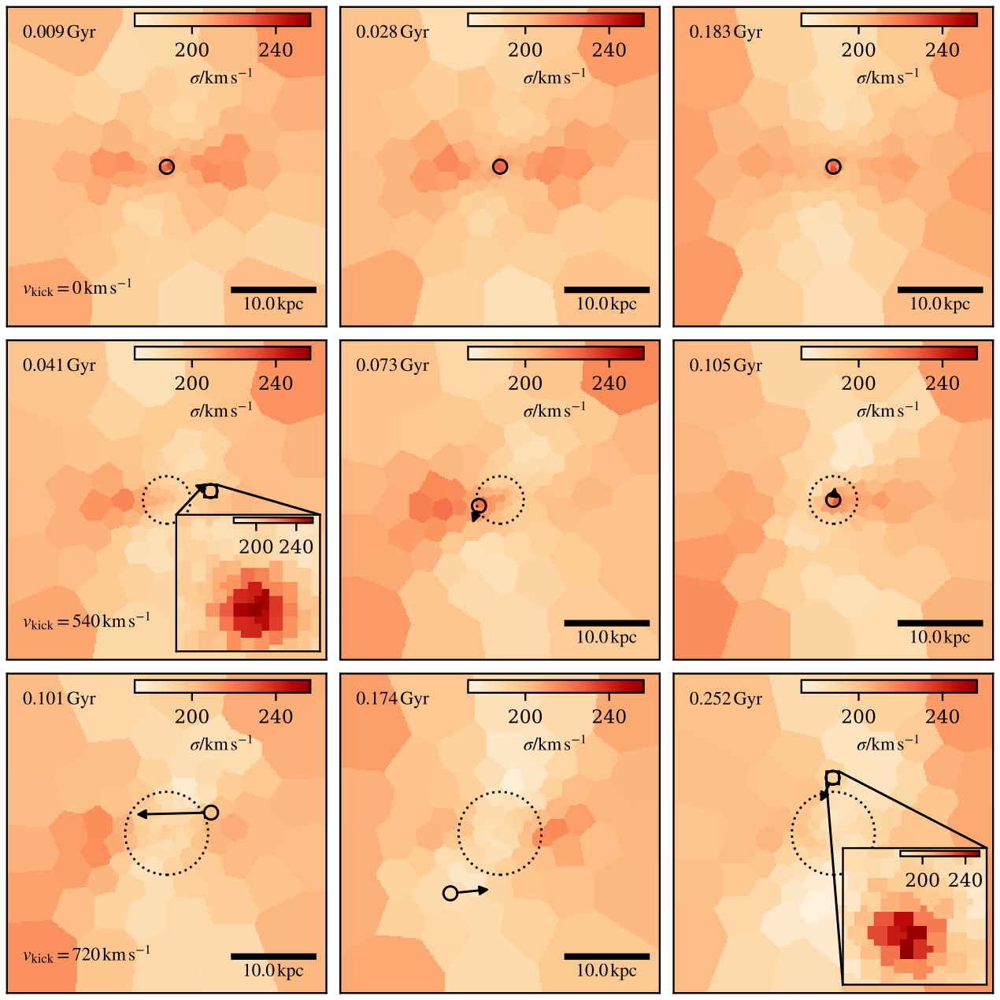 0.009 Gyr
200 240
σ/km s⁻¹
v_kick = 0 km s⁻¹
10.0 kpc
0.028 Gyr
200 240
σ/km s⁻¹
10.0 kpc
0.183 Gyr
200 240
σ/km s⁻¹
10.0 kpc
0.041 Gyr
200 240
σ/km s⁻¹
200 240
v_kick = 540 km s⁻¹
0.073 Gyr
200 240
σ/km s⁻¹
10.0 kpc
0.105 Gyr
200 240
σ/km s⁻¹
10.0 kpc
0.101 Gyr
200 240
σ/km s⁻¹
v_kick = 720 km s⁻¹
10.0 kpc
0.174 Gyr
200 240
σ/km s⁻¹
10.0 kpc
0.252 Gyr
200 240
σ/km s⁻¹
200 240